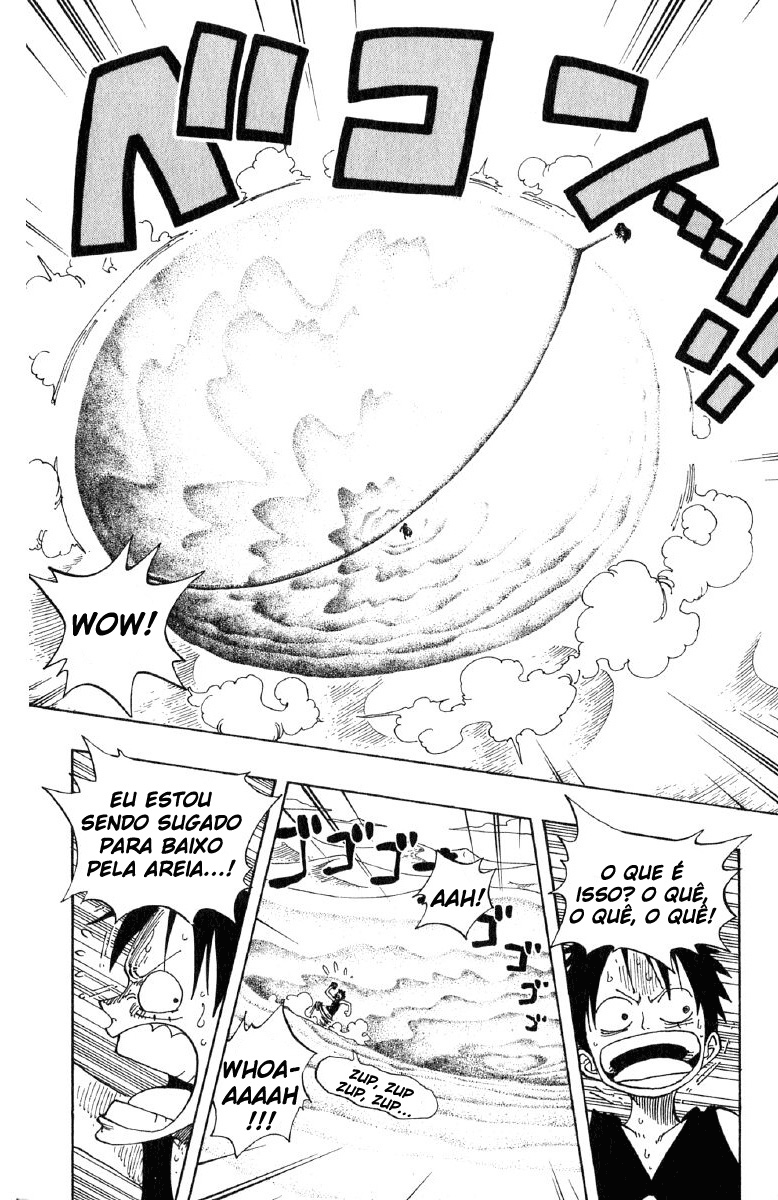 ベコン…!!
WOW!
O QUE É
ISSO? O QUÊ,
O QUÊ, O QUÊ!
ゴゴゴゴ
AAH!
ゴゴゴゴ
WHOA-
AAAAH
!!!
ZUP, ZUP
ZUP, ZUP...
EU ESTOU
SENDO SUGADO
PARA BAIXO
PELA AREIA...!